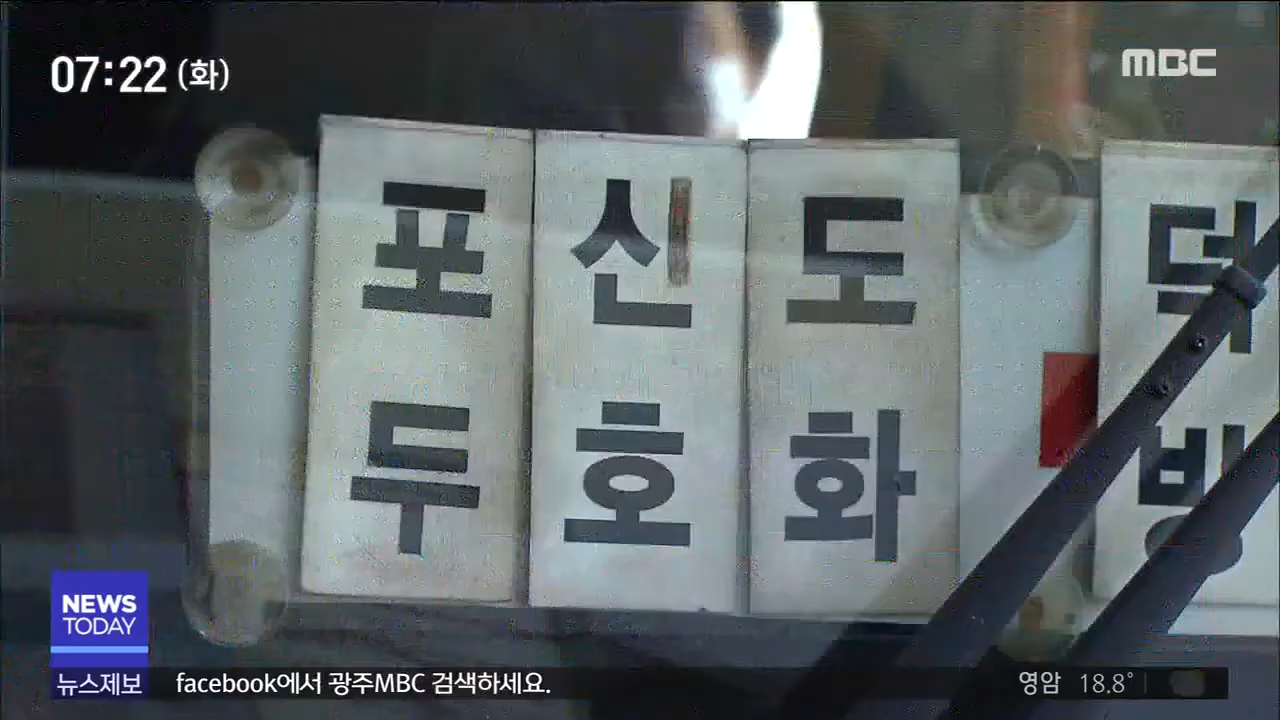 07:22 (화)
MBC
포 신 도 덕
두 호 화 방
NEWS
TODAY
뉴스제보 facebook에서 광주MBC 검색하세요. 영암 18.8°